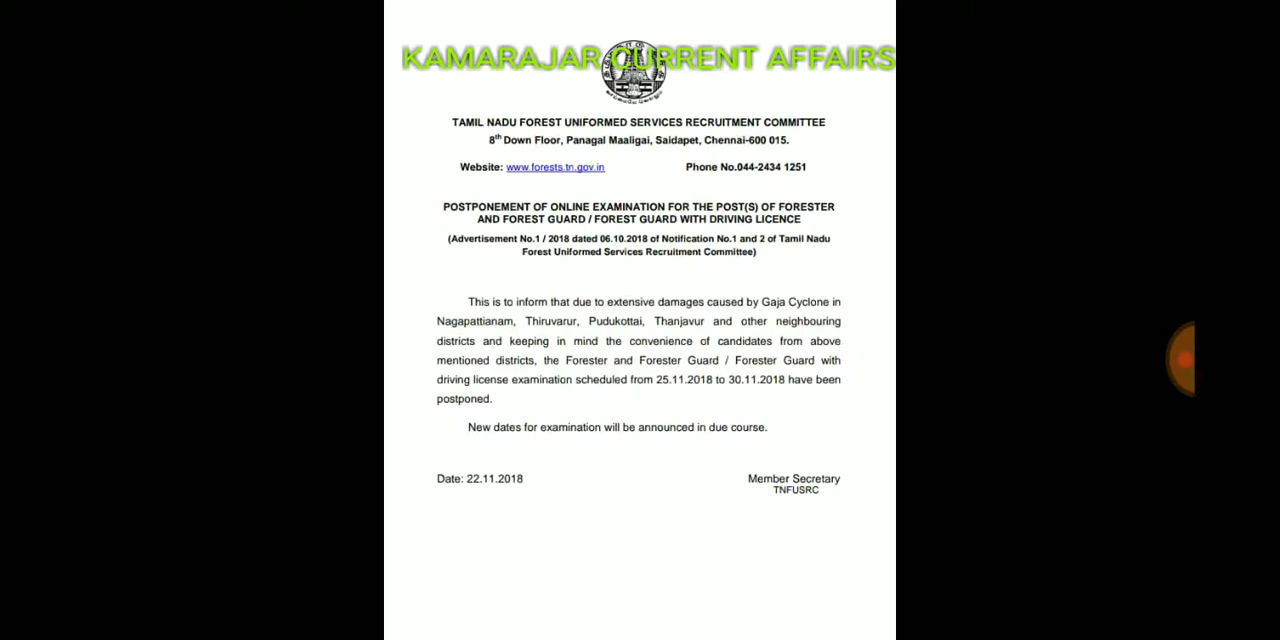 KAMARAJAR CURRENT AFFAIRS
TAMIL NADU FOREST UNIFORMED SERVICES RECRUITMENT COMMITTEE
8th Down Floor, Panagal Maaligai, Saidapet, Chennai-600 015.
Website: www.forests.tn.gov.in Phone No.044-2434 1251
POSTPONEMENT OF ONLINE EXAMINATION FOR THE POST(S) OF FORESTER
AND FOREST GUARD / FOREST GUARD WITH DRIVING LICENCE
(Advertisement No.1 / 2018 dated 06.10.2018 of Notification No.1 and 2 of Tamil Nadu
Forest Uniformed Services Recruitment Committee)
This is to inform that due to extensive damages caused by Gaja Cyclone in
Nagapattianam, Thiruvarur, Pudukottai, Thanjavur and other neighbouring
districts and keeping in mind the convenience of candidates from above
mentioned districts, the Forester and Forester Guard / Forester Guard with
driving license examination scheduled from 25.11.2018 to 30.11.2018 have been
postponed.
New dates for examination will be announced in due course.
Date: 22.11.2018 Member Secretary
TNFUSRC